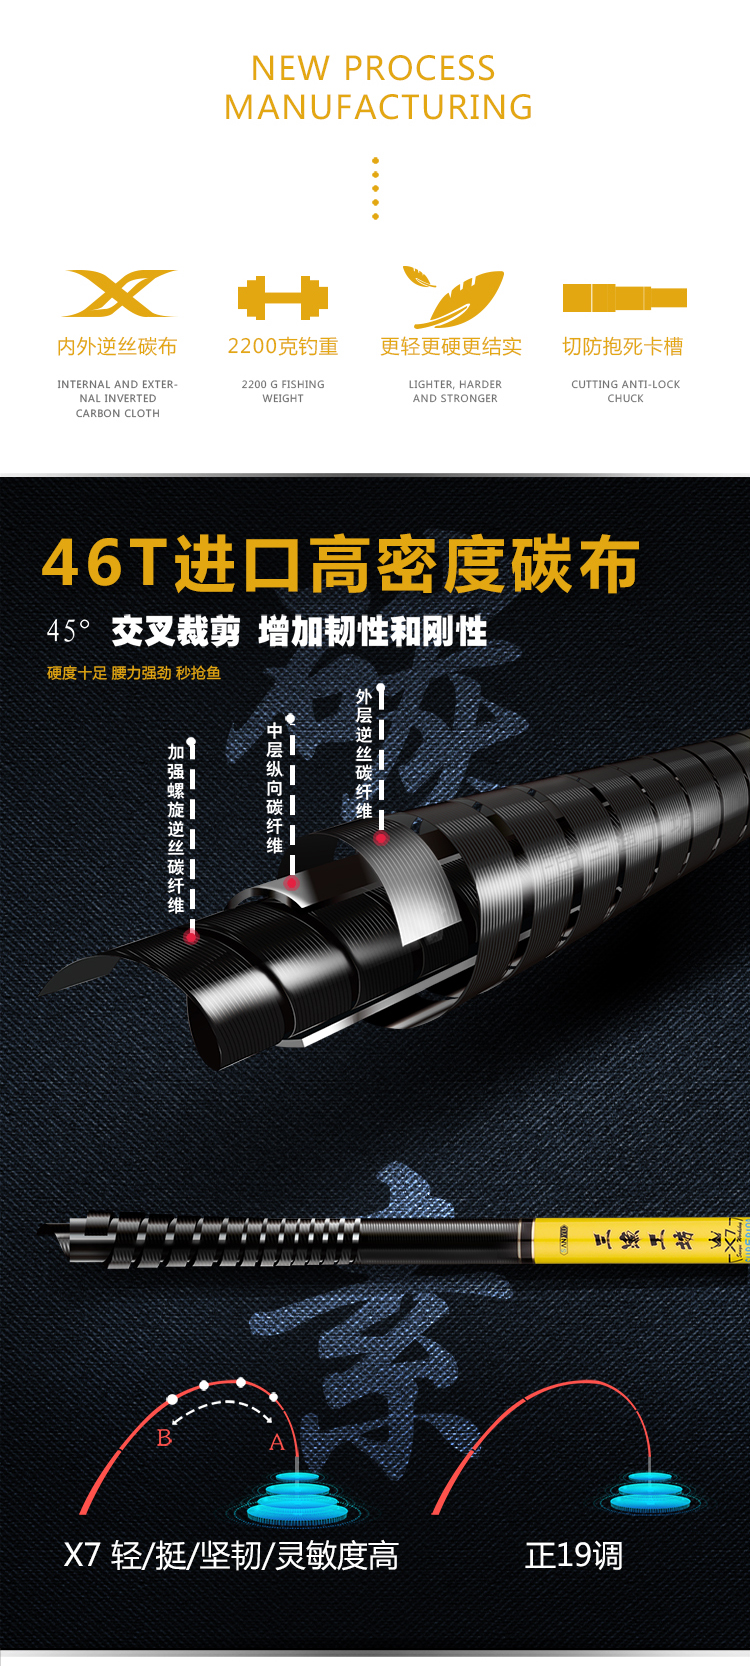 NEW PROCESS
MANUFACTURING
内外逆丝碳布
INTERNAL AND EXTER-
NAL INVERTED
CARBON CLOTH
2200克钓重
2200 G FISHING
WEIGHT
更轻更硬更结实
LIGHTER, HARDER
AND STRONGER
切防抱死卡槽
CUTTING ANTI-LOCK
CHUCK
46T进口高密度碳布
45° 交叉裁剪 增加韧性和刚性
硬度十足 腰力强劲 秒抢鱼
加强螺旋逆丝碳纤维
中层纵向碳纤维
外层逆丝碳纤维
碳
素
B
A
X7 轻/挺/坚韧/灵敏度高
正19调